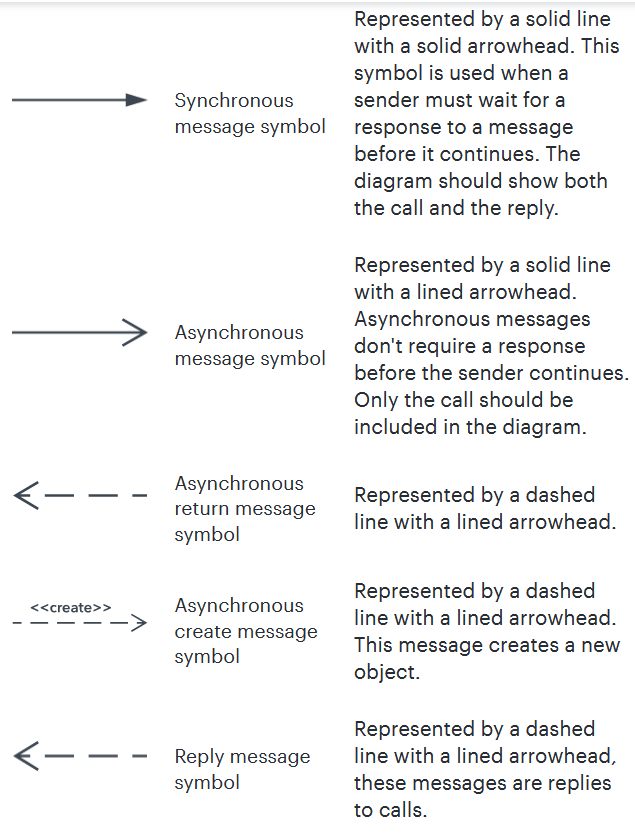 Synchronous
message symbol
Represented by a solid line
with a solid arrowhead. This
symbol is used when a
sender must wait for a
response to a message
before it continues. The
diagram should show both
the call and the reply.
Asynchronous
message symbol
Represented by a solid line
with a lined arrowhead.
Asynchronous messages
don't require a response
before the sender continues.
Only the call should be
included in the diagram.
Asynchronous
return message
symbol
Represented by a dashed
line with a lined arrowhead.
<<create>>
Asynchronous
create message
symbol
Represented by a dashed
line with a lined arrowhead.
This message creates a new
object.
Reply message
symbol
Represented by a dashed
line with a lined arrowhead,
these messages are replies
to calls.